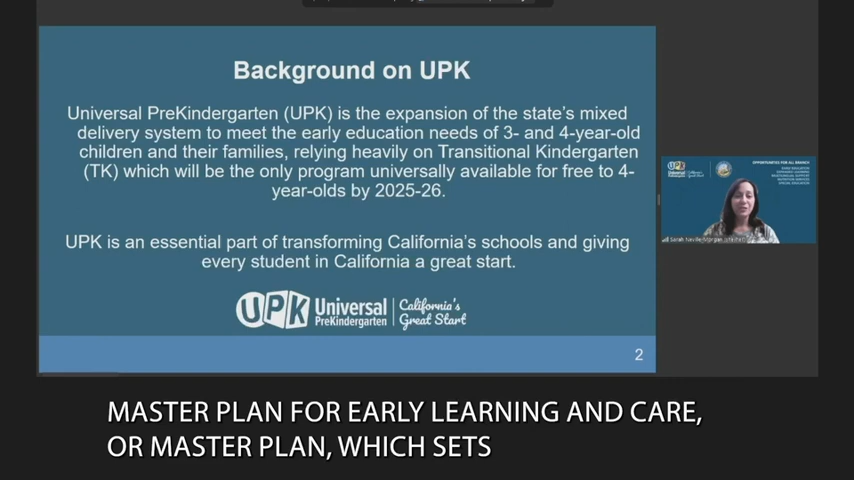 Background on UPK
Universal PreKindergarten (UPK) is the expansion of the state's mixed
delivery system to meet the early education needs of 3- and 4-year-old
children and their families, relying heavily on Transitional Kindergarten
(TK) which will be the only program universally available for free to 4-
year-olds by 2025-26.
UPK is an essential part of transforming California's schools and giving
every student in California a great start.
UPK Universal
PreKindergarten
California's
Great Start
2
OPPORTUNITIES FOR ALL BRANCH
MASTER PLAN FOR EARLY LEARNING AND CARE,
OR MASTER PLAN, WHICH SETS